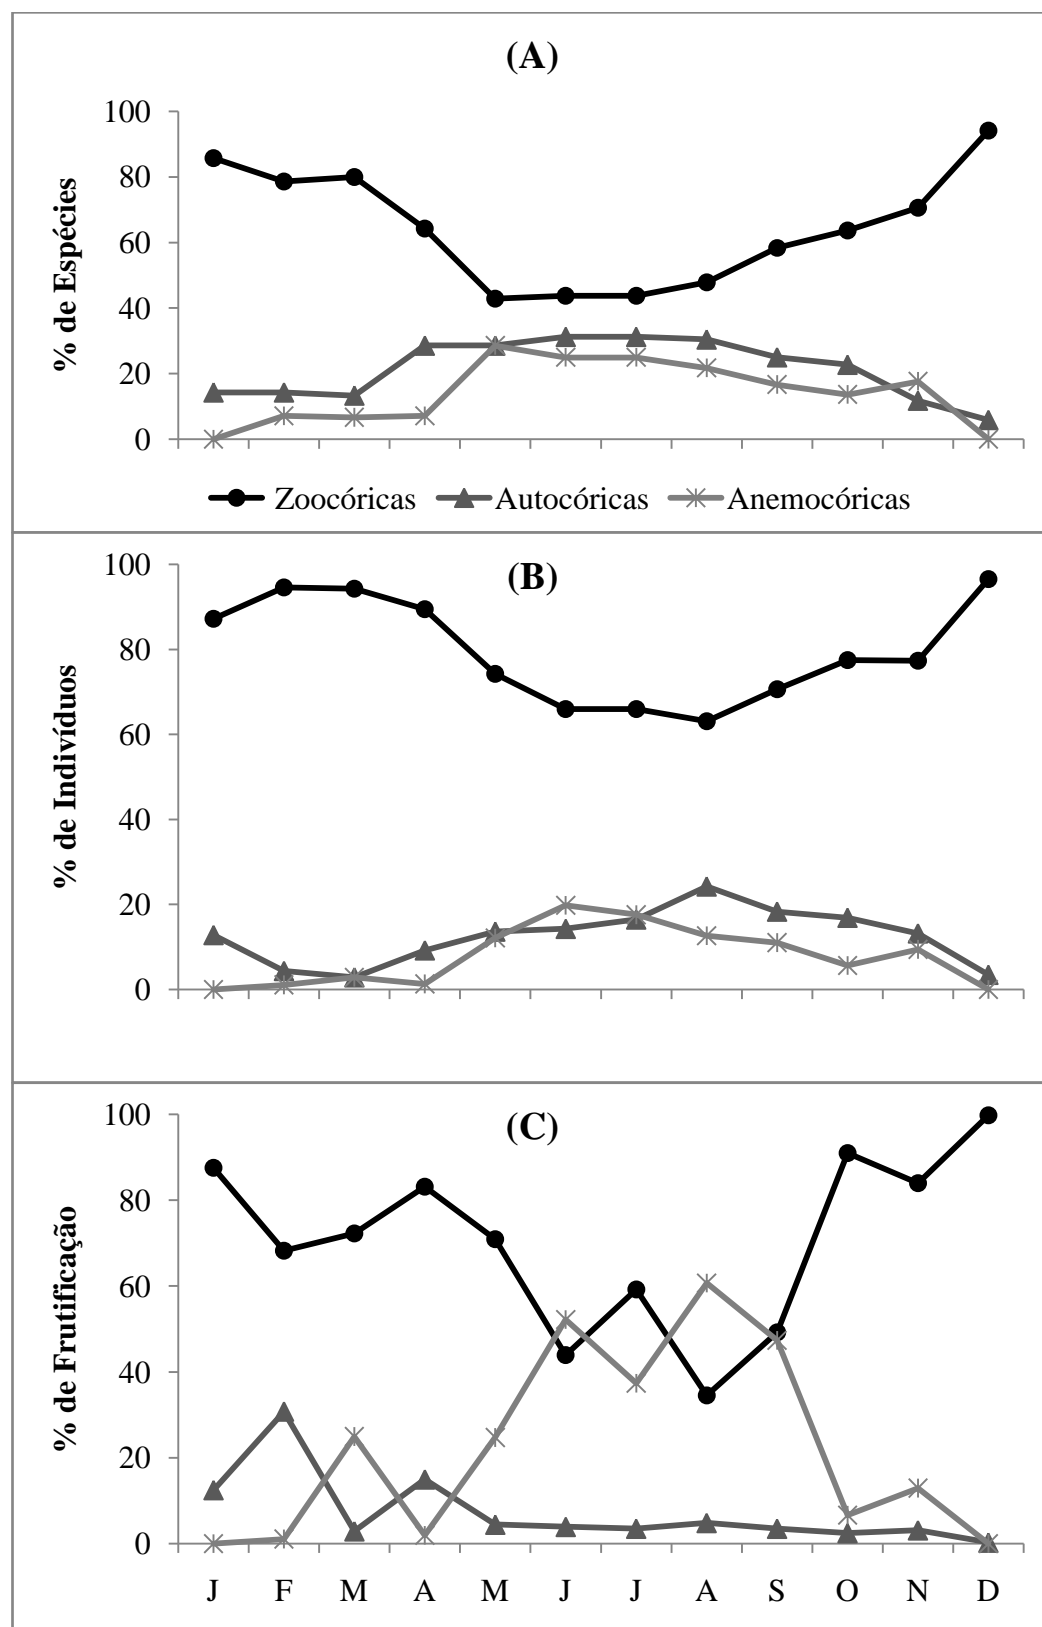 (A)
100
80
60
40
20
0
% de Espécies
Zoocóricas Autocóricas Anemocóricas
(B)
100
80
60
40
20
0
% de Indivíduos
(C)
100
80
60
40
20
0
% de Frutificação
J F M A M J J A S O N D